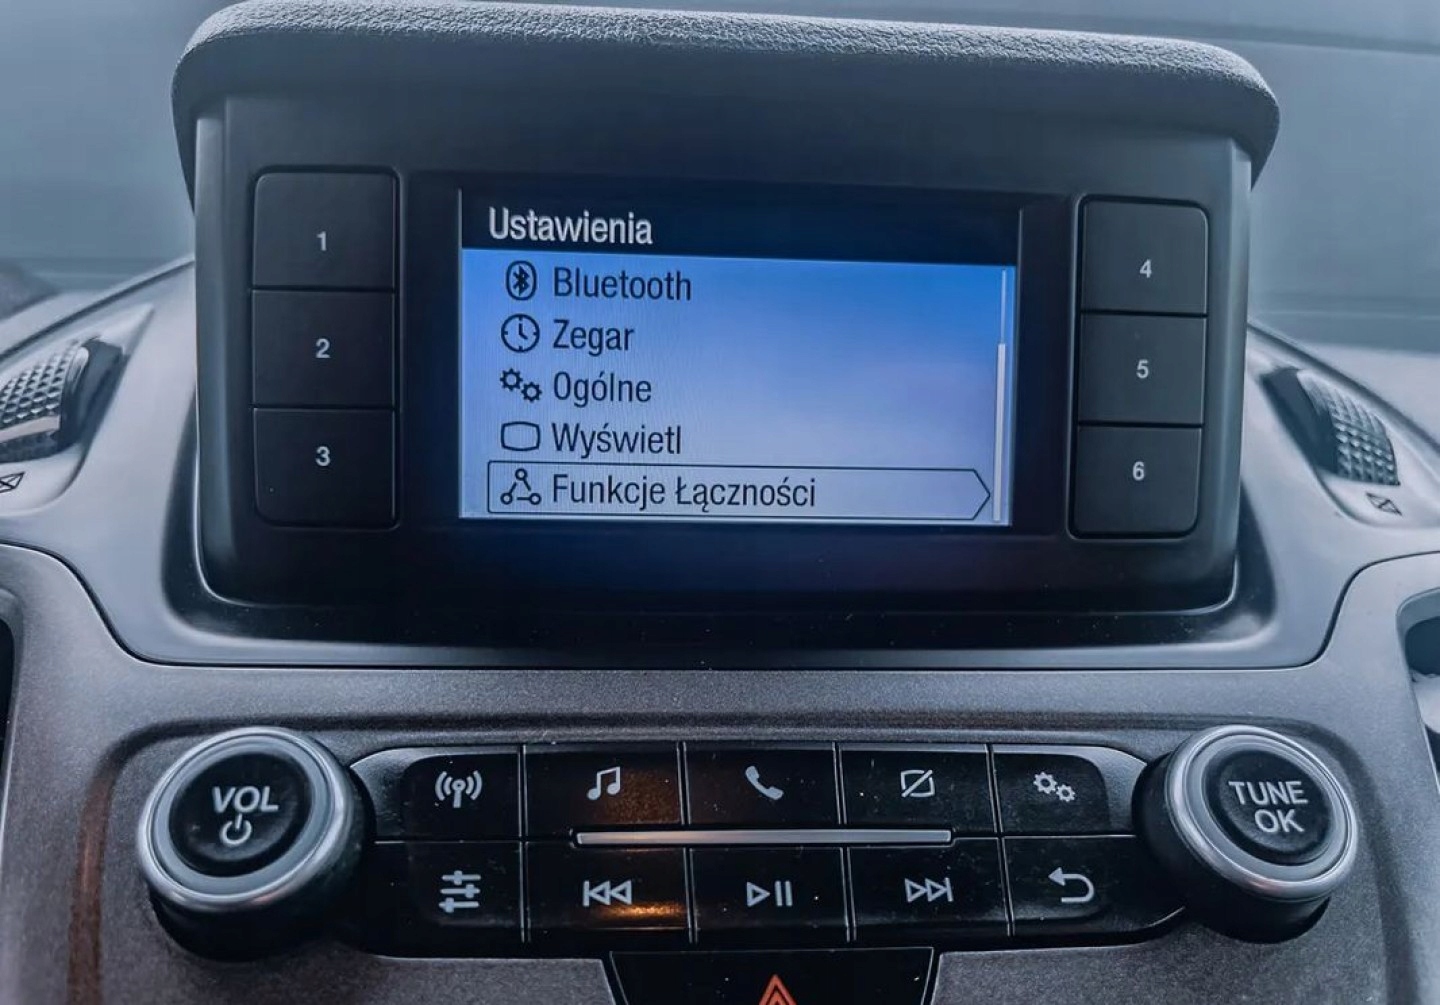 Ustawienia
Bluetooth
Zegar
Ogólne
Wyświetl
Funkcje Łączności
1
2
3
4
5
6
VOL
TUNE
OK